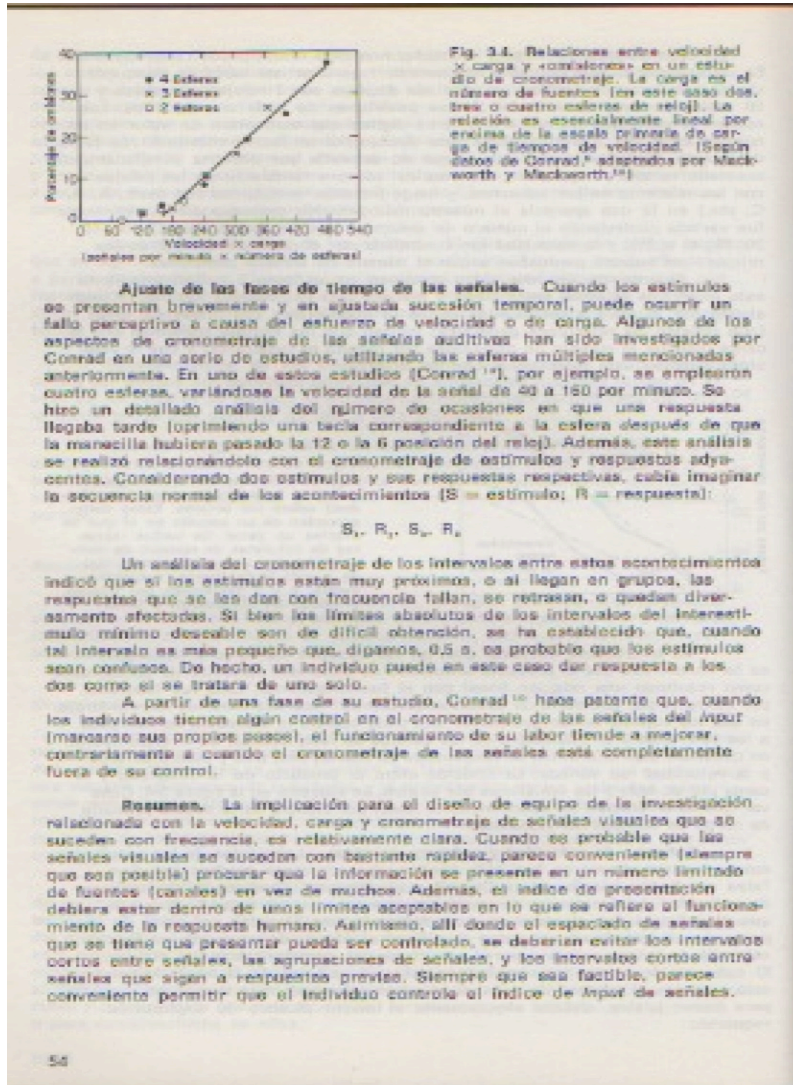 40
30
20
10
0
Porcentaje de omisiones
4 Esferas
3 Esferas
2 Esferas
0 60 120 180 240 300 360 420 480 540
Velocidad × carga
(señales por minuto × número de esferas)
Fig. 3.4. Relaciones entre velocidad
× carga y «omisiones» en un estu-
dio de cronometraje. La carga es el
número de fuentes (en este caso dos,
tres o cuatro esferas de reloj). La
relación es esencialmente lineal por
encima de la escala primaria de car-
ga de tiempos de velocidad. (Según
datos de Conrad, adaptados por Mack-
worth y Mackworth.)
Ajuste de las fases de tiempo de las señales. Cuando los estímulos
se presentan brevemente y en ajustada sucesión temporal, puede ocurrir un
fallo perceptivo a causa del esfuerzo de velocidad o de carga. Algunos de los
aspectos de cronometraje de las señales auditivas han sido investigados por
Conrad en una serie de estudios, utilizando las esferas múltiples mencionadas
anteriormente. En uno de estos estudios (Conrad), por ejemplo, se emplearon
cuatro esferas, variándose la velocidad de la señal de 40 a 160 por minuto. Se
hizo un detallado análisis del número de ocasiones en que una respuesta
llegaba tarde (oprimiendo una tecla correspondiente a la esfera después de que
la manecilla hubiera pasado la 12 o la 6 posición del reloj). Además, este análisis
se realizó relacionándolo con el cronometraje de estímulos y respuestas adya-
centes. Considerando dos estímulos y sus respuestas respectivas, cabía imaginar
la secuencia normal de los acontecimientos (S = estímulo; R = respuesta):
S R S R
Un análisis del cronometraje de los intervalos entre estos acontecimientos
indicó que si los estímulos están muy próximos, o si llegan en grupos, las
respuestas que se les dan con frecuencia fallan, se retrasan, o quedan diver-
samente afectadas. Si bien los límites absolutos de los intervalos del interestí-
mulo mínimo deseable son de difícil obtención, se ha establecido que, cuando
tal intervalo es más pequeño que, digamos, 0,5 s, es probable que los estímulos
sean confusos. De hecho, un individuo puede en este caso dar respuesta a los
dos como si se tratara de uno solo.
A partir de una fase de su estudio, Conrad hace patente que, cuando
los individuos tienen algún control en el cronometraje de las señales del input
(marcarse sus propios pasos), el funcionamiento de su labor tiende a mejorar,
contrariamente a cuando el cronometraje de las señales está completamente
fuera de su control.
Resumen. La implicación para el diseño de equipo de la investigación
relacionada con la velocidad, carga y cronometraje de señales visuales que se
suceden con frecuencia, es relativamente clara. Cuando es probable que las
señales visuales se sucedan con bastante rapidez, parece conveniente (siempre
que sea posible) procurar que la información se presente en un número limitado
de fuentes (canales) en vez de muchos. Además, el índice de presentación
debiera estar dentro de unos límites aceptables en lo que se refiere al funciona-
miento de la respuesta humana. Asimismo, allí donde el espaciado de señales
que se tiene que presentar pueda ser controlado, se deberían evitar los intervalos
cortos entre señales, las agrupaciones de señales, y los intervalos cortos entre
señales que sigan a respuestas previas. Siempre que sea factible, parece
conveniente permitir que el individuo controle el índice de input de señales.
54